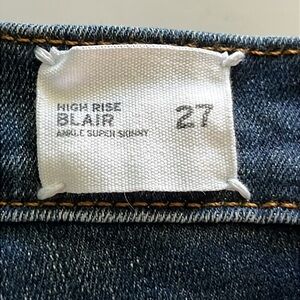 HIGH RISE
BLAIR
ANKLE SUPER SKINNY
27